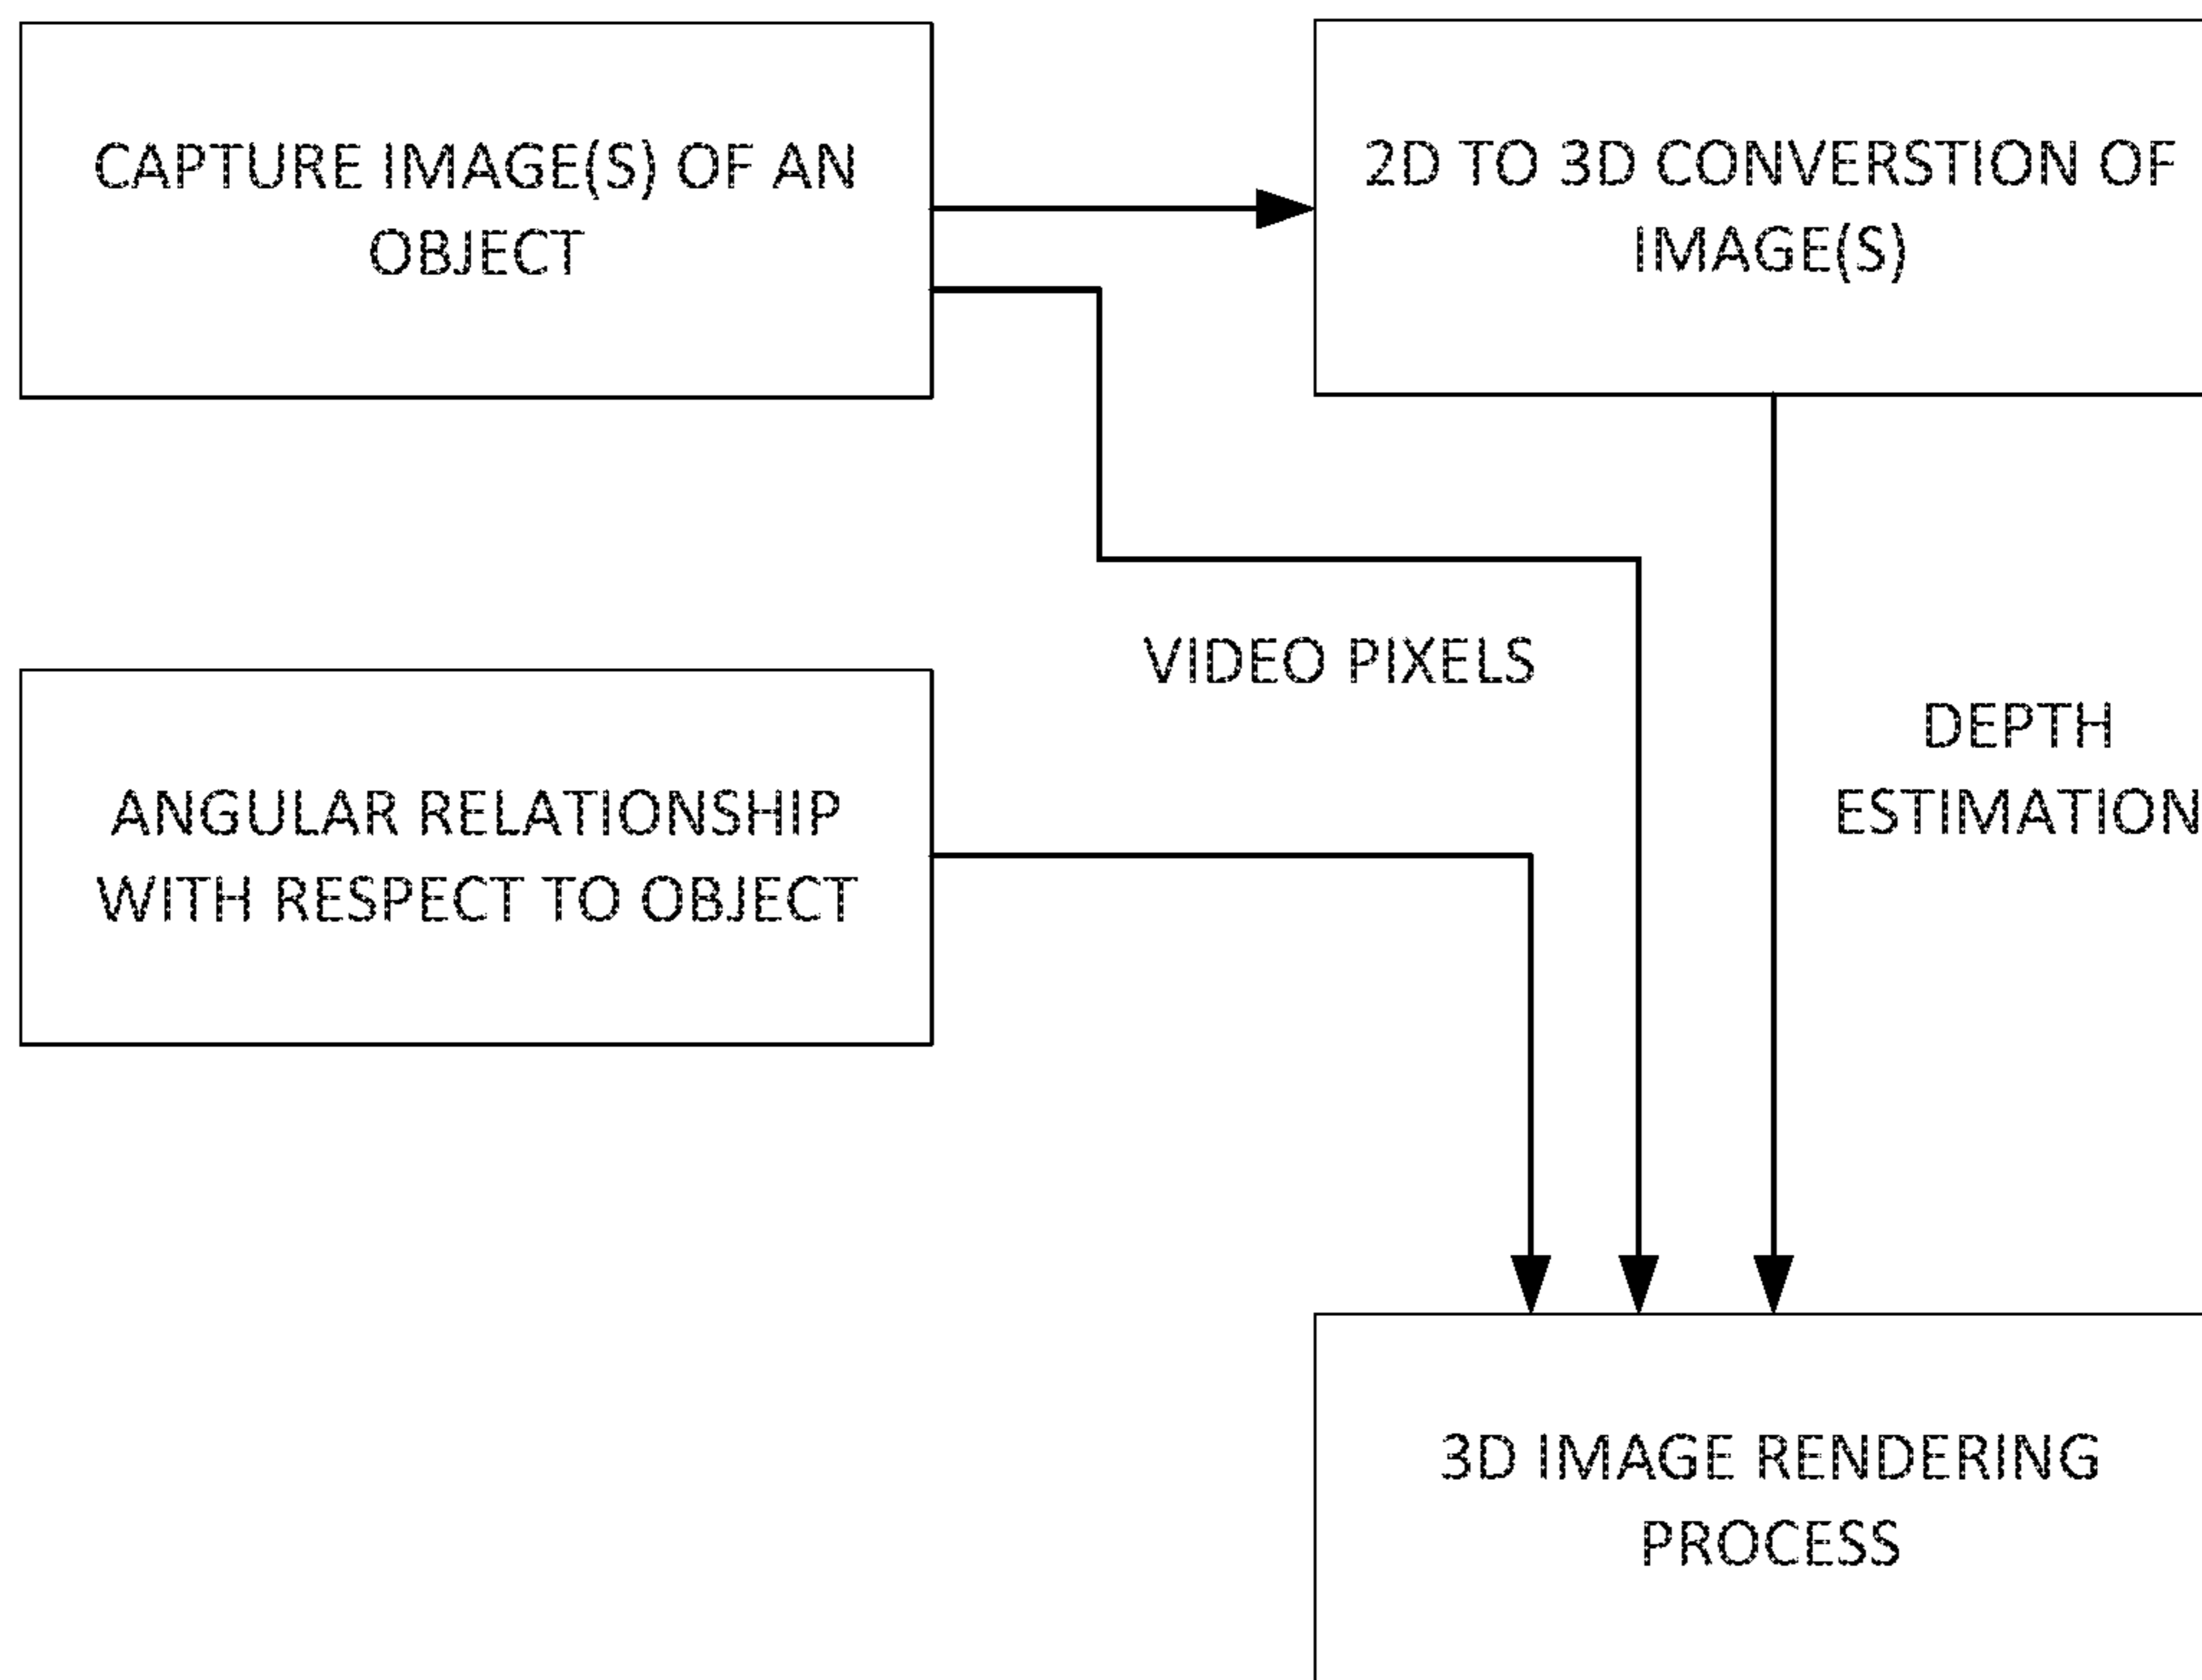 CAPTURE IMAGE(S) OF AN
OBJECT
2D TO 3D CONVERSTION OF
IMAGE(S)
VIDEO PIXELS
DEPTH
ESTIMATION
ANGULAR RELATIONSHIP
WITH RESPECT TO OBJECT
3D IMAGE RENDERING
PROCESS